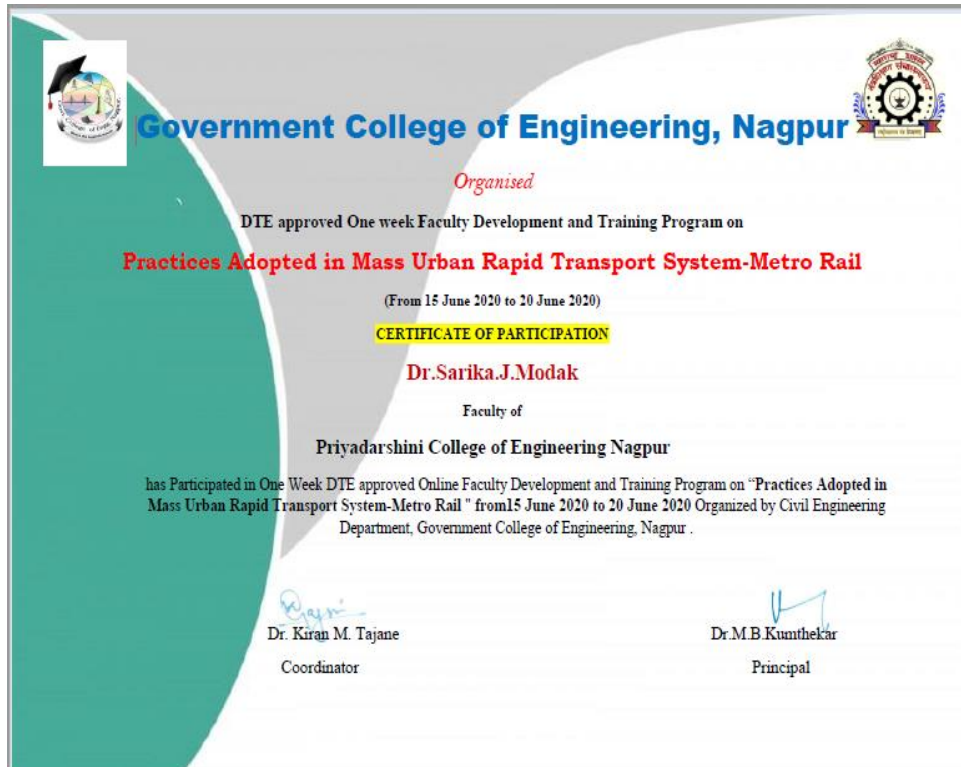 Government College of Engineering, Nagpur
Organised
DTE approved One week Faculty Development and Training Program on
Practices Adopted in Mass Urban Rapid Transport System-Metro Rail
(From 15 June 2020 to 20 June 2020)
CERTIFICATE OF PARTICIPATION
Dr.Sarika.J.Modak
Faculty of
Priyadarshini College of Engineering Nagpur
has Participated in One Week DTE approved Online Faculty Development and Training Program on “Practices Adopted in
Mass Urban Rapid Transport System-Metro Rail " from15 June 2020 to 20 June 2020 Organized by Civil Engineering
Department, Government College of Engineering, Nagpur .
Dr. Kiran M. Tajane
Coordinator
Dr.M.B.Kumthekar
Principal